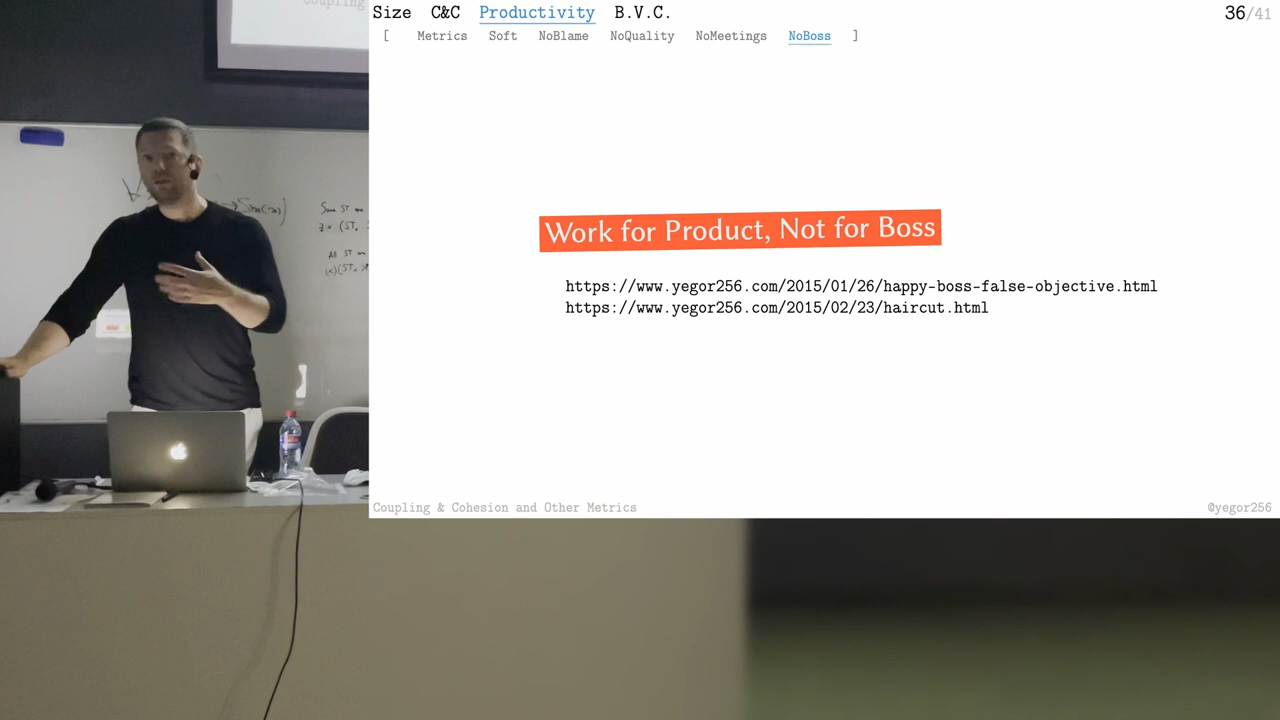 Coupling
Size C&C Productivity B.V.C.
36/41
[ Metrics Soft NoBlame NoQuality NoMeetings NoBoss ]
Work for Product, Not for Boss
https://www.yegor256.com/2015/01/26/happy-boss-false-objective.html
https://www.yegor256.com/2015/02/23/haircut.html
Coupling & Cohesion and Other Metrics
@yegor256